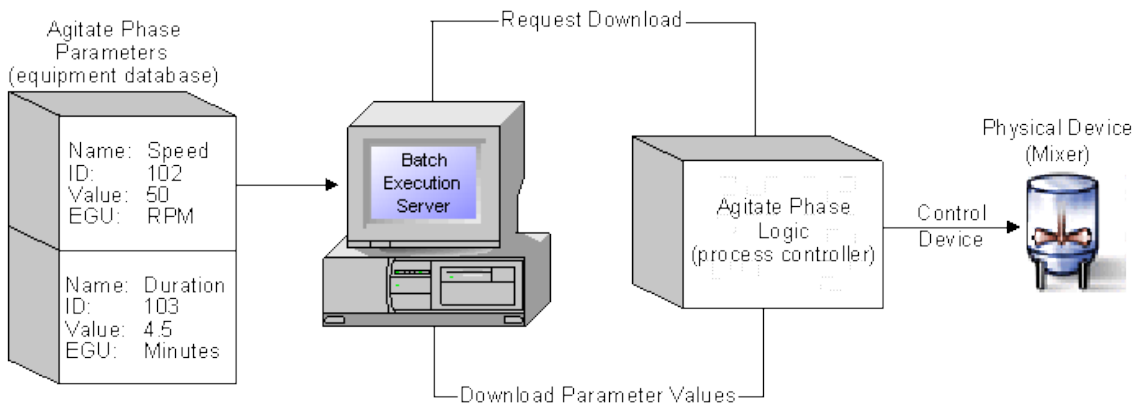 Request Download
Agitate Phase
Parameters
(equipment database)
Name: Speed
ID: 102
Value: 50
EGU: RPM
Name: Duration
ID: 103
Value: 4.5
EGU: Minutes
Batch
Execution
Server
Agitate Phase
Logic
(process controller)
Control
Device
Physical Device
(Mixer)
Download Parameter Values